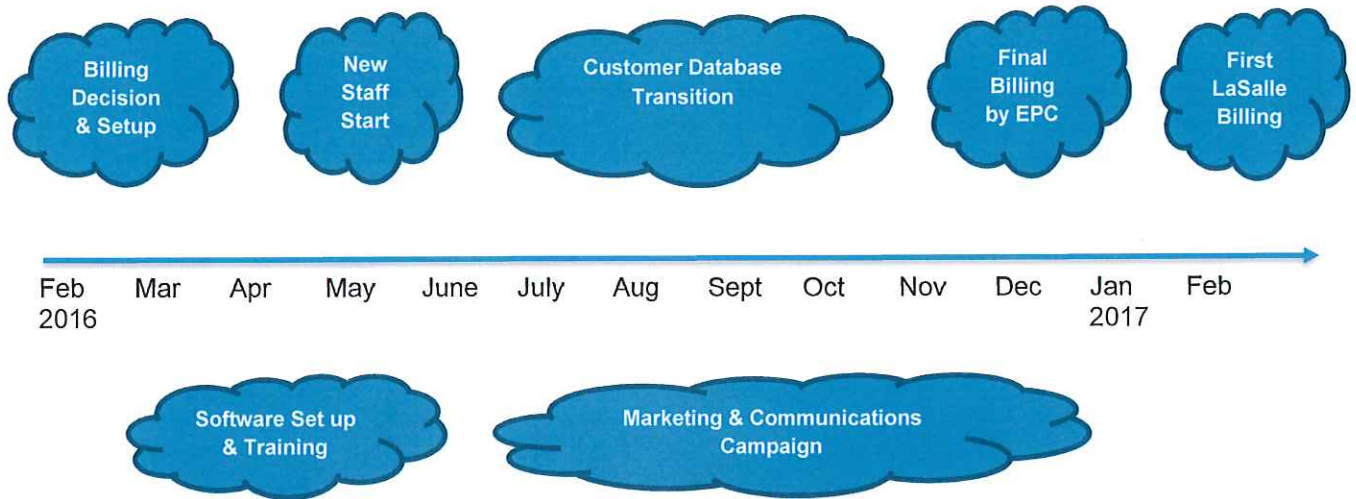 Billing
Decision
& Setup
New
Staff
Start
Customer Database
Transition
Final
Billing
by EPC
First
LaSalle
Billing
Feb Mar Apr May June July Aug Sept Oct Nov Dec Jan Feb
2016 2017
Software Set up
& Training
Marketing & Communications
Campaign